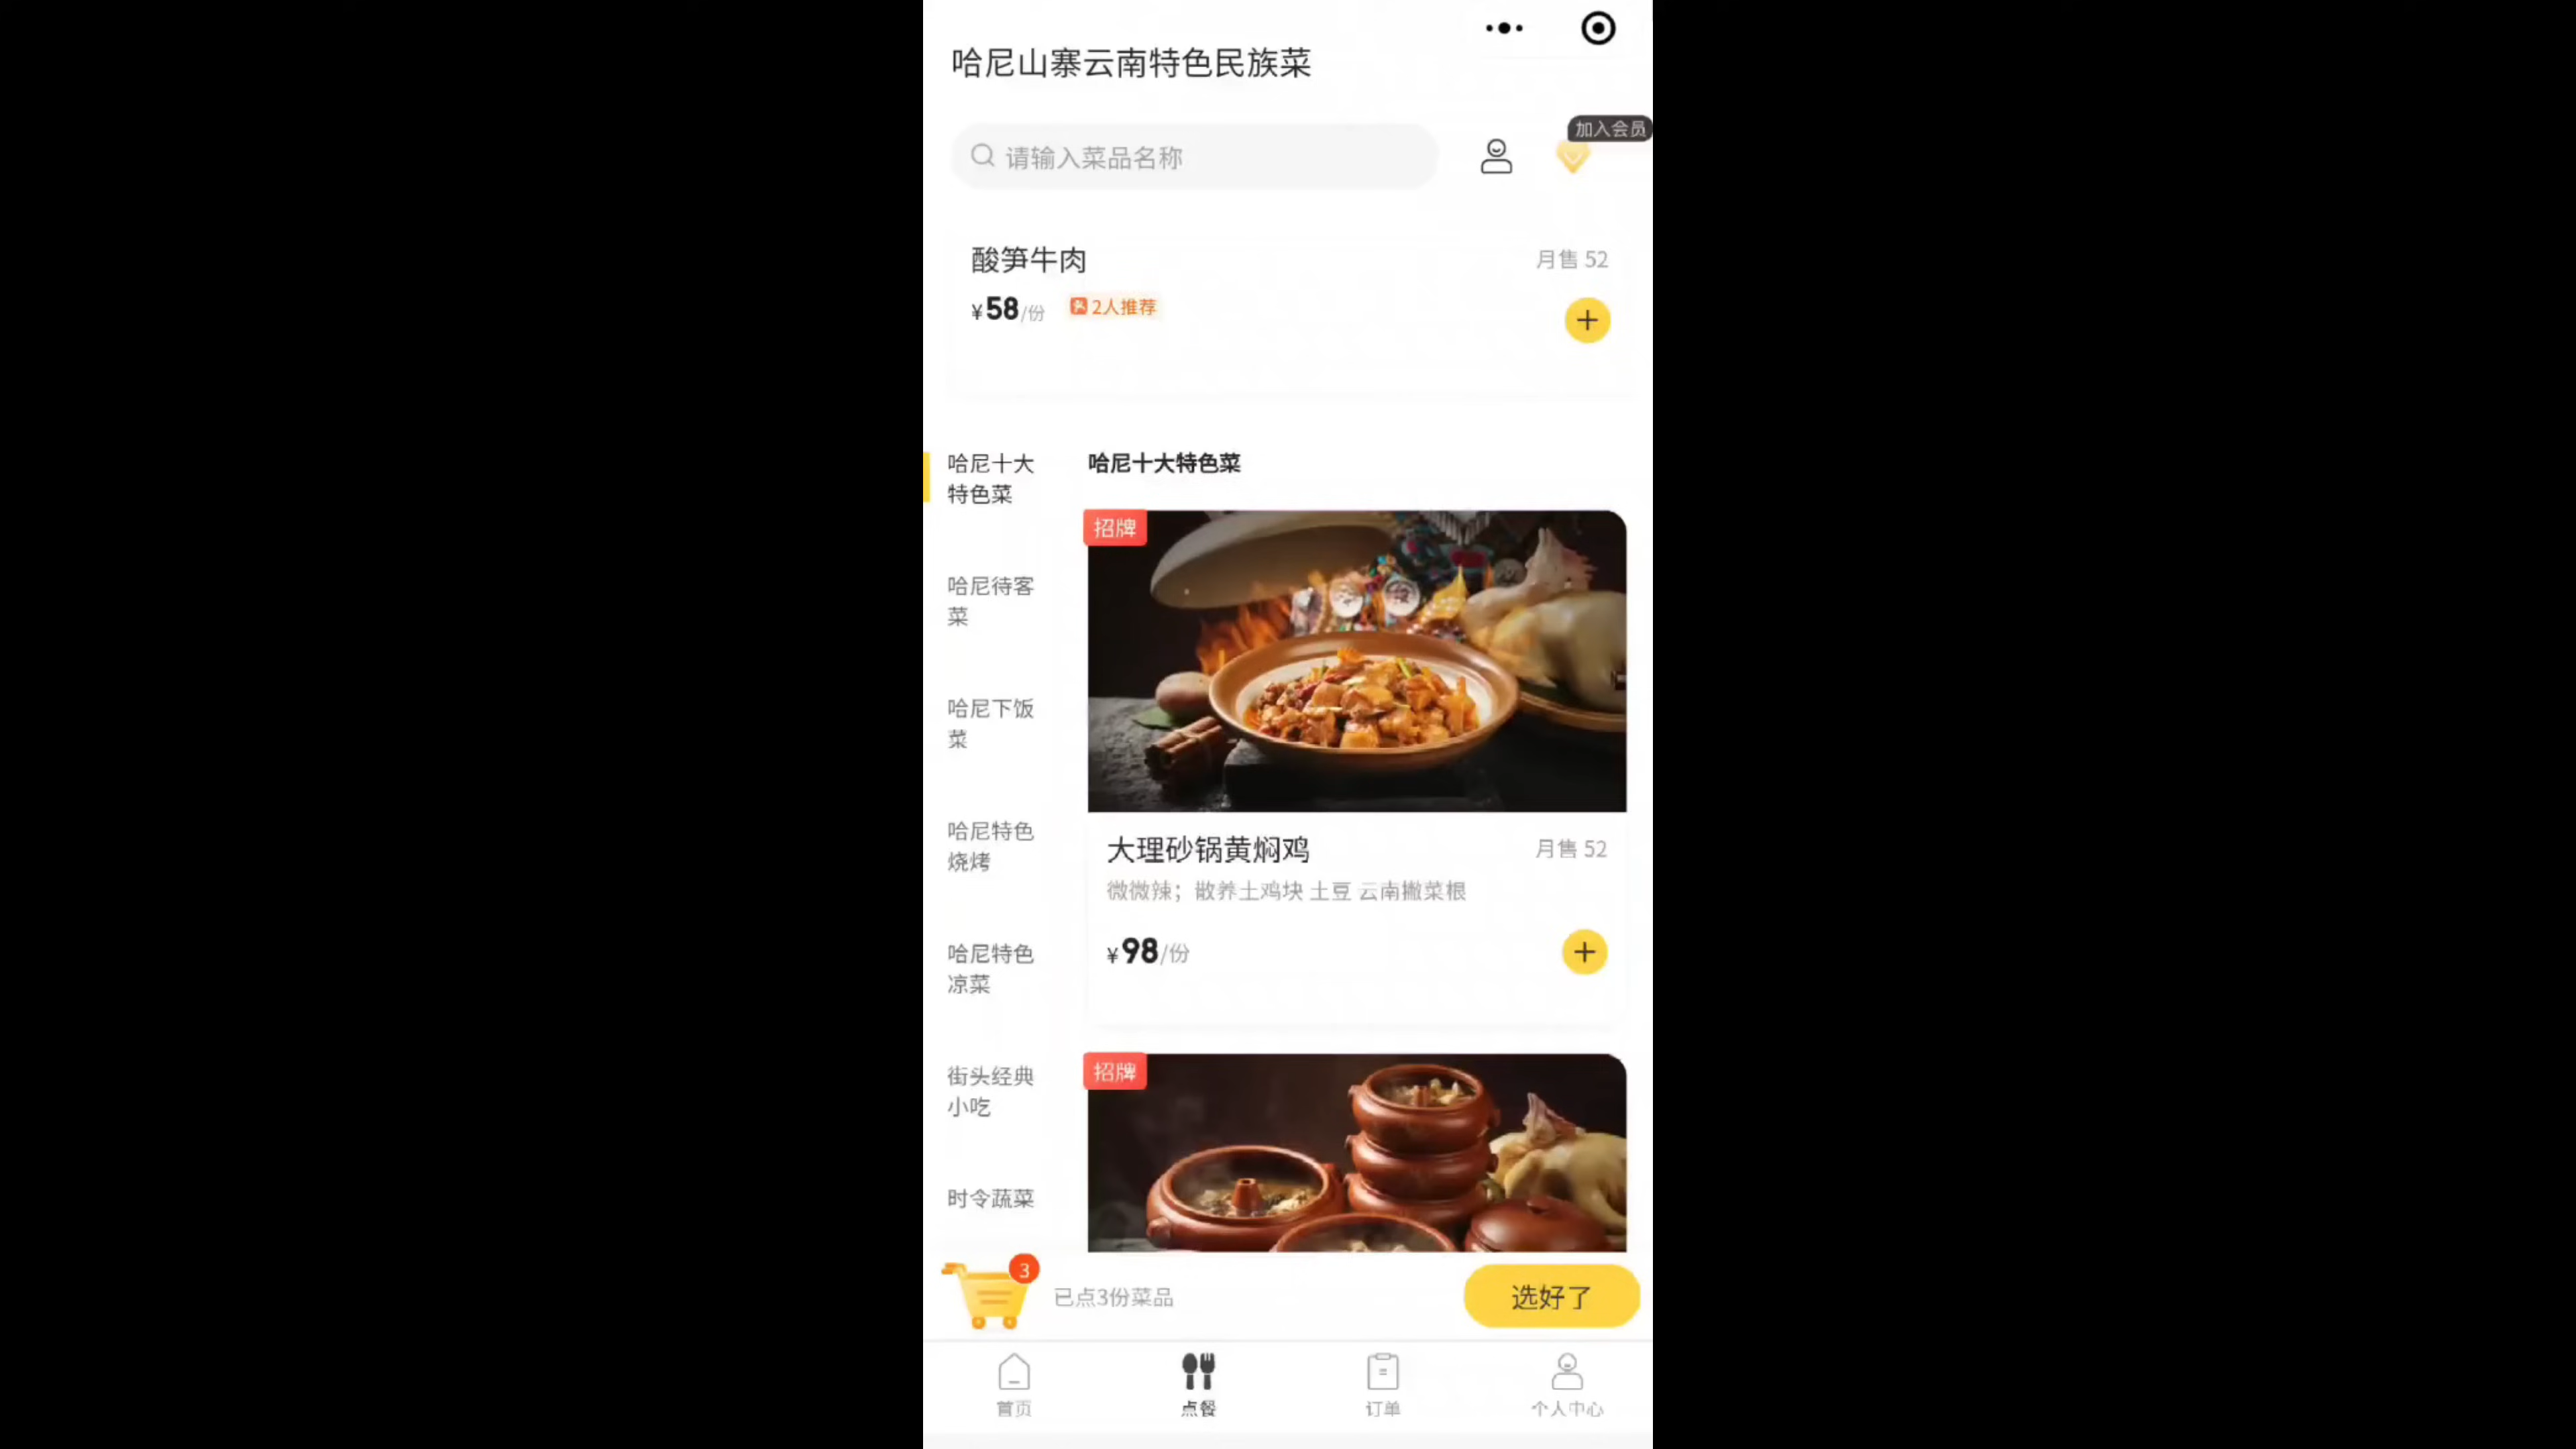 哈尼山寨云南特色民族菜
加入会员
请输入菜品名称
酸笋牛肉
月售 52
¥58/份
2人推荐
哈尼十大
特色菜
哈尼待客
菜
哈尼下饭
菜
哈尼特色
烧烤
哈尼特色
凉菜
街头经典
小吃
时令蔬菜
哈尼十大特色菜
招牌
大理砂锅黄焖鸡
月售 52
微微辣；散养土鸡块 土豆 云南撇菜根
¥98/份
招牌
3
已点3份菜品
选好了
首页
点餐
订单
个人中心